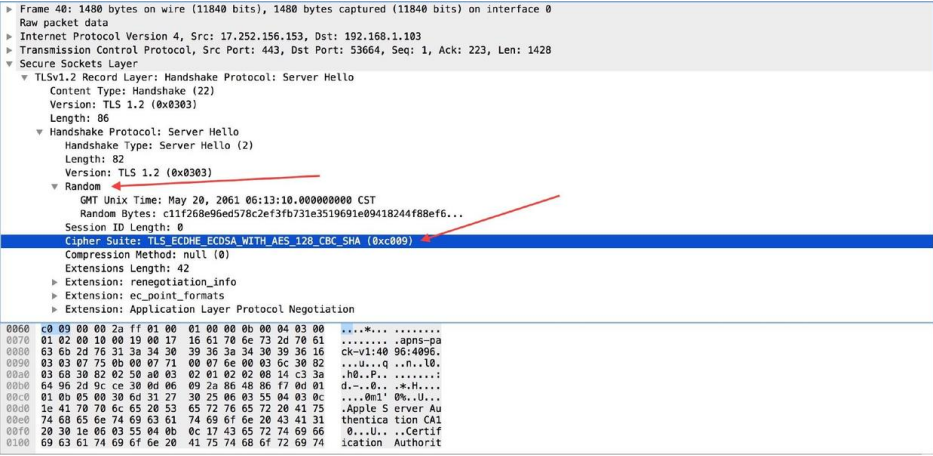 Frame 40: 1480 bytes on wire (11840 bits), 1480 bytes captured (11840 bits) on interface 0
Raw packet data
Internet Protocol Version 4, Src: 17.252.156.153, Dst: 192.168.1.103
Transmission Control Protocol, Src Port: 443, Dst Port: 53664, Seq: 1, Ack: 223, Len: 1428
Secure Sockets Layer
TLSv1.2 Record Layer: Handshake Protocol: Server Hello
Content Type: Handshake (22)
Version: TLS 1.2 (0x0303)
Length: 86
Handshake Protocol: Server Hello
Handshake Type: Server Hello (2)
Length: 82
Version: TLS 1.2 (0x0303)
Random
GMT Unix Time: May 20, 2061 06:13:10.000000000 CST
Random Bytes: c11f268e96ed578c2ef3fb731e3519691e09418244f88ef6...
Session ID Length: 0
Cipher Suite: TLS_ECDHE_ECDSA_WITH_AES_128_CBC_SHA (0xc009)
Compression Method: null (0)
Extensions Length: 42
Extension: renegotiation_info
Extension: ec_point_formats
Extension: Application Layer Protocol Negotiation
0060 c0 09 00 00 2a ff 01 00 01 00 00 0b 00 04 03 00 ....*... ........
0070 01 02 00 10 00 19 00 17 16 61 70 6e 73 2d 70 61 ........ .apns-pa
0080 63 6b 2d 76 31 3a 34 30 39 36 3a 34 30 39 36 16 ck-v1:40 96:4096.
0090 03 03 07 75 0b 00 07 71 00 07 6e 00 03 6c 30 82 ...u...q ..n..l0.
00a0 03 68 30 82 02 50 a0 03 02 01 02 02 08 14 c3 3a .h0..P.. .......:
00b0 64 96 2d 9c ce 30 0d 06 09 2a 86 48 86 f7 0d 01 d.-..0.. .*.H....
00c0 01 0b 05 00 30 6d 31 27 30 25 06 03 55 04 03 0c ....0m1' 0%..U...
00d0 1e 41 70 70 6c 65 20 53 65 72 76 65 72 20 41 75 .Apple S erver Au
00e0 74 68 65 6e 74 69 63 61 74 69 6f 6e 20 43 41 31 thentica tion CA1
00f0 20 30 1e 06 03 55 04 0b 0c 17 43 65 72 74 69 66 0...U.. ..Certif
0100 69 63 61 74 69 6f 6e 20 41 75 74 68 6f 72 69 74 ication Authorit